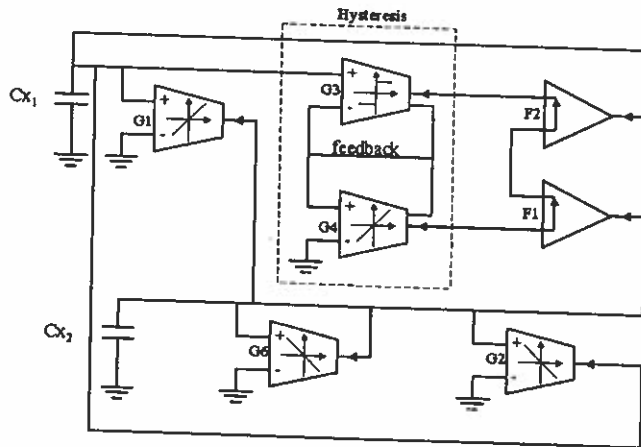 Hysteresis
Cx1
G1
+
-
G3
+
-
F2
feedback
F1
G4
+
-
Cx2
G6
+
-
G2
+
-